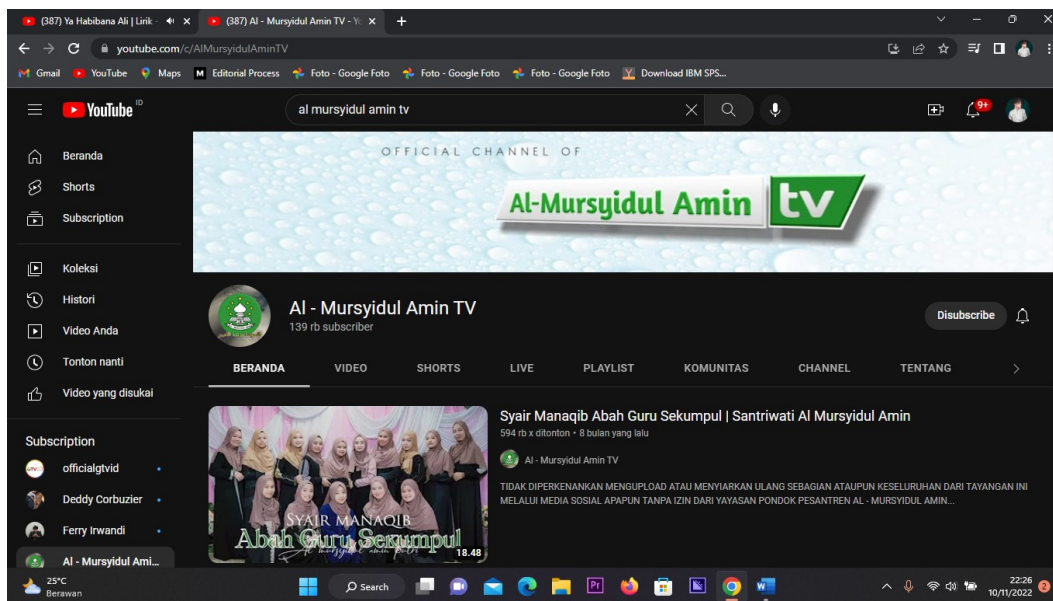 (387) Ya Habibana Ali | Lirik -
(387) Al - Mursyidul Amin TV - Yo
youtube.com/c/AlMursyidulAminTV
Gmail
YouTube
Maps
Editorial Process
Foto - Google Foto
Foto - Google Foto
Foto - Google Foto
Download IBM SPS...
YouTube ID
al mursyidul amin tv
9+
Beranda
Shorts
Subscription
Koleksi
Histori
Video Anda
Tonton nanti
Video yang disukai
Subscription
officialgtvid
Deddy Corbuzier
Ferry Irwandi
Al - Mursyidul Ami...
OFFICIAL CHANNEL OF
Al-Mursyidul Amin tv
Al - Mursyidul Amin TV
139 rb subscriber
Disubscribe
BERANDA
VIDEO
SHORTS
LIVE
PLAYLIST
KOMUNITAS
CHANNEL
TENTANG
SYAIR MANAQIB
Abah Guru Sekumpul
Al mursyidul amin putri
18.48
Syair Manaqib Abah Guru Sekumpul | Santriwati Al Mursyidul Amin
594 rb x ditonton • 8 bulan yang lalu
Al - Mursyidul Amin TV
TIDAK DIPERKENANKAN MENGUPLOAD ATAU MENYIARKAN ULANG SEBAGIAN ATAUPUN KESELURUHAN DARI TAYANGAN INI
MELALUI MEDIA SOSIAL APAPUN TANPA IZIN DARI YAYASAN PONDOK PESANTREN AL - MURSYIDUL AMIN...
25°C
Berawan
Search
22:26
10/11/2022
2